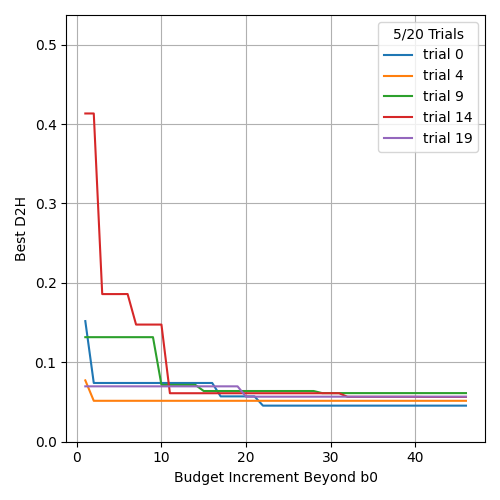 5/20 Trials
trial 0
trial 4
trial 9
trial 14
trial 19
Best D2H
0.5
0.4
0.3
0.2
0.1
0.0
0 10 20 30 40
Budget Increment Beyond b0